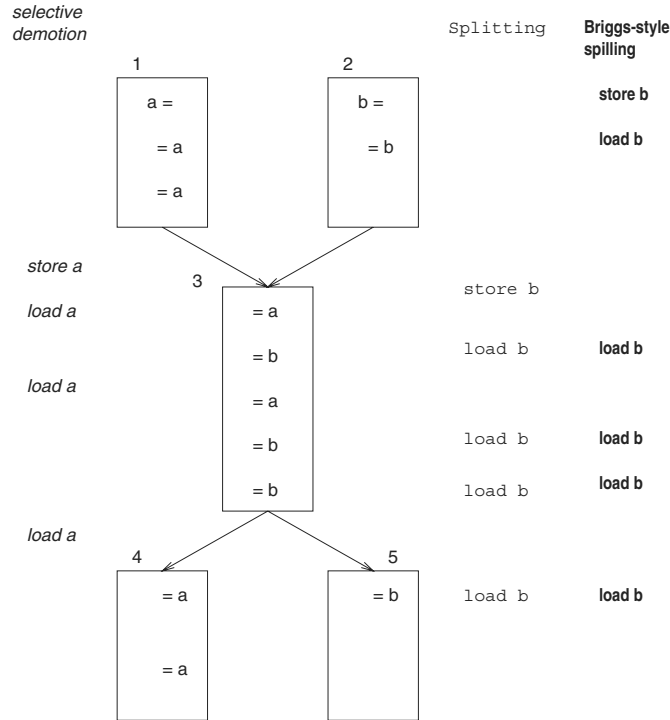 selective
demotion
Splitting
Briggs-style
spilling
1
2
a =
b =
store b
= a
= b
load b
= a
store a
3
store b
load a
= a
= b
load b
load b
load a
= a
= b
load b
load b
= b
load b
load b
load a
4
5
= a
= b
load b
load b
= a